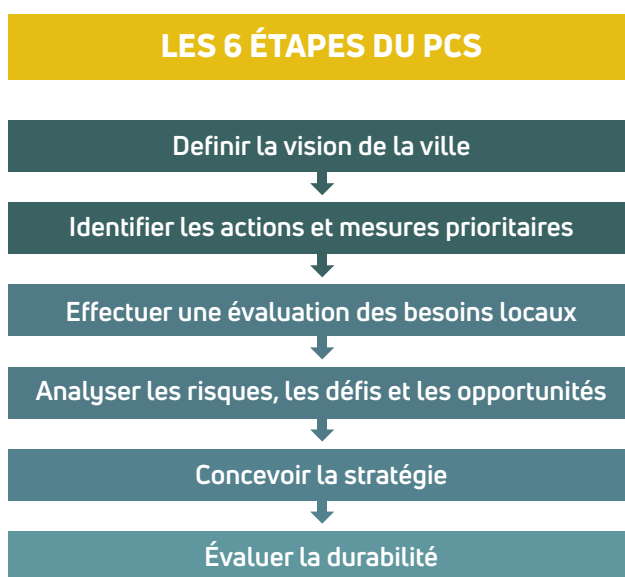 LES 6 ÉTAPES DU PCS
Definir la vision de la ville
Identifier les actions et mesures prioritaires
Effectuer une évaluation des besoins locaux
Analyser les risques, les défis et les opportunités
Concevoir la stratégie
Évaluer la durabilité